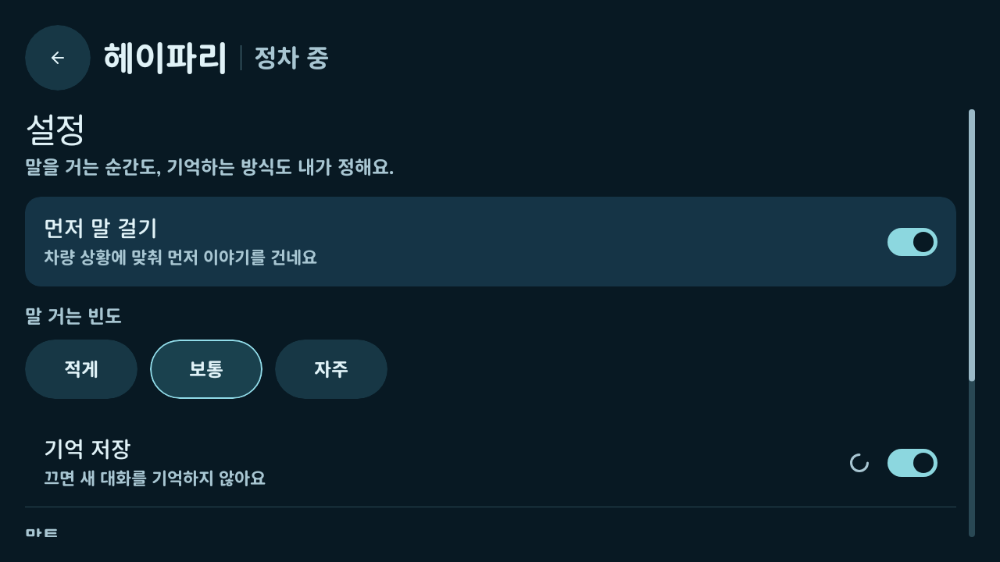 헤이파리
정차 중
설정
말을 거는 순간도, 기억하는 방식도 내가 정해요.
먼저 말 걸기
차량 상황에 맞춰 먼저 이야기를 건네요
말 거는 빈도
적게
보통
자주
기억 저장
끄면 새 대화를 기억하지 않아요